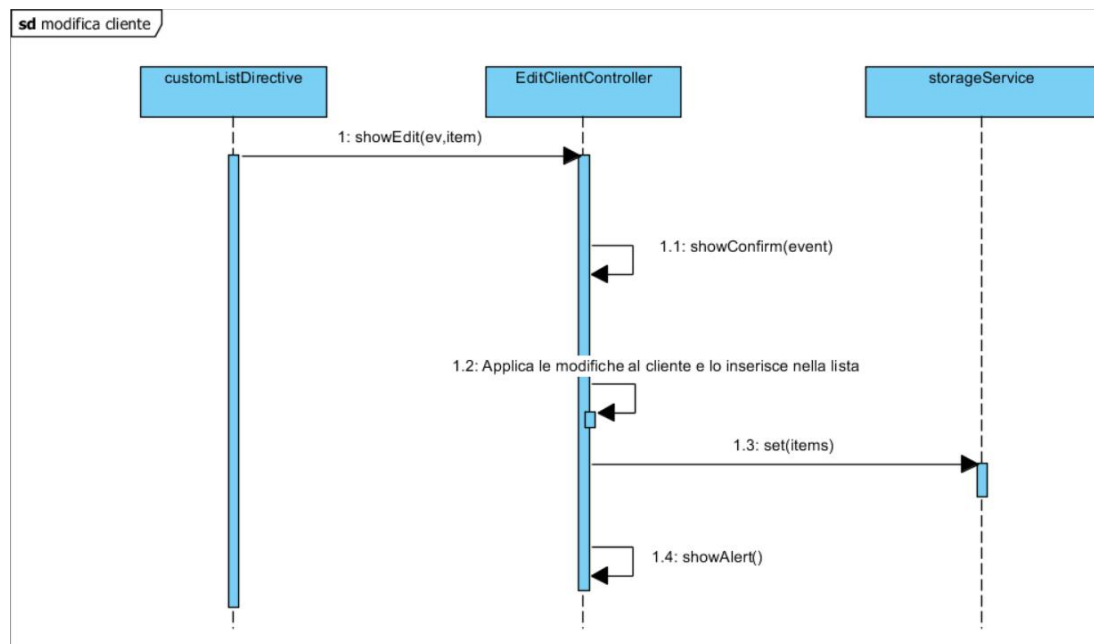 sd modifica cliente
customListDirective
EditClientController
storageService
1: showEdit(ev,item)
1.1: showConfirm(event)
1.2: Applica le modifiche al cliente e lo inserisce nella lista
1.3: set(items)
1.4: showAlert()